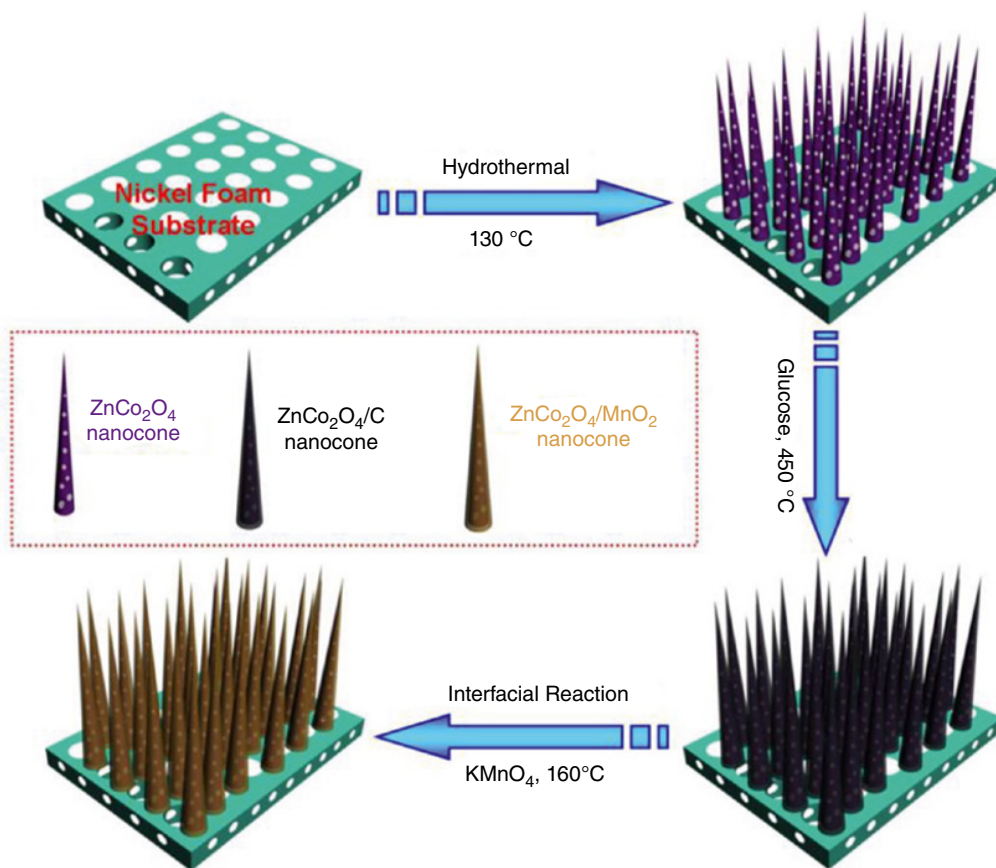 Nickel Foam
Substrate
Hydrothermal
130 °C
Glucose, 450 °C
ZnCo₂O₄
nanocone
ZnCo₂O₄/C
nanocone
ZnCo₂O₄/MnO₂
nanocone
Interfacial Reaction
KMnO₄, 160°C